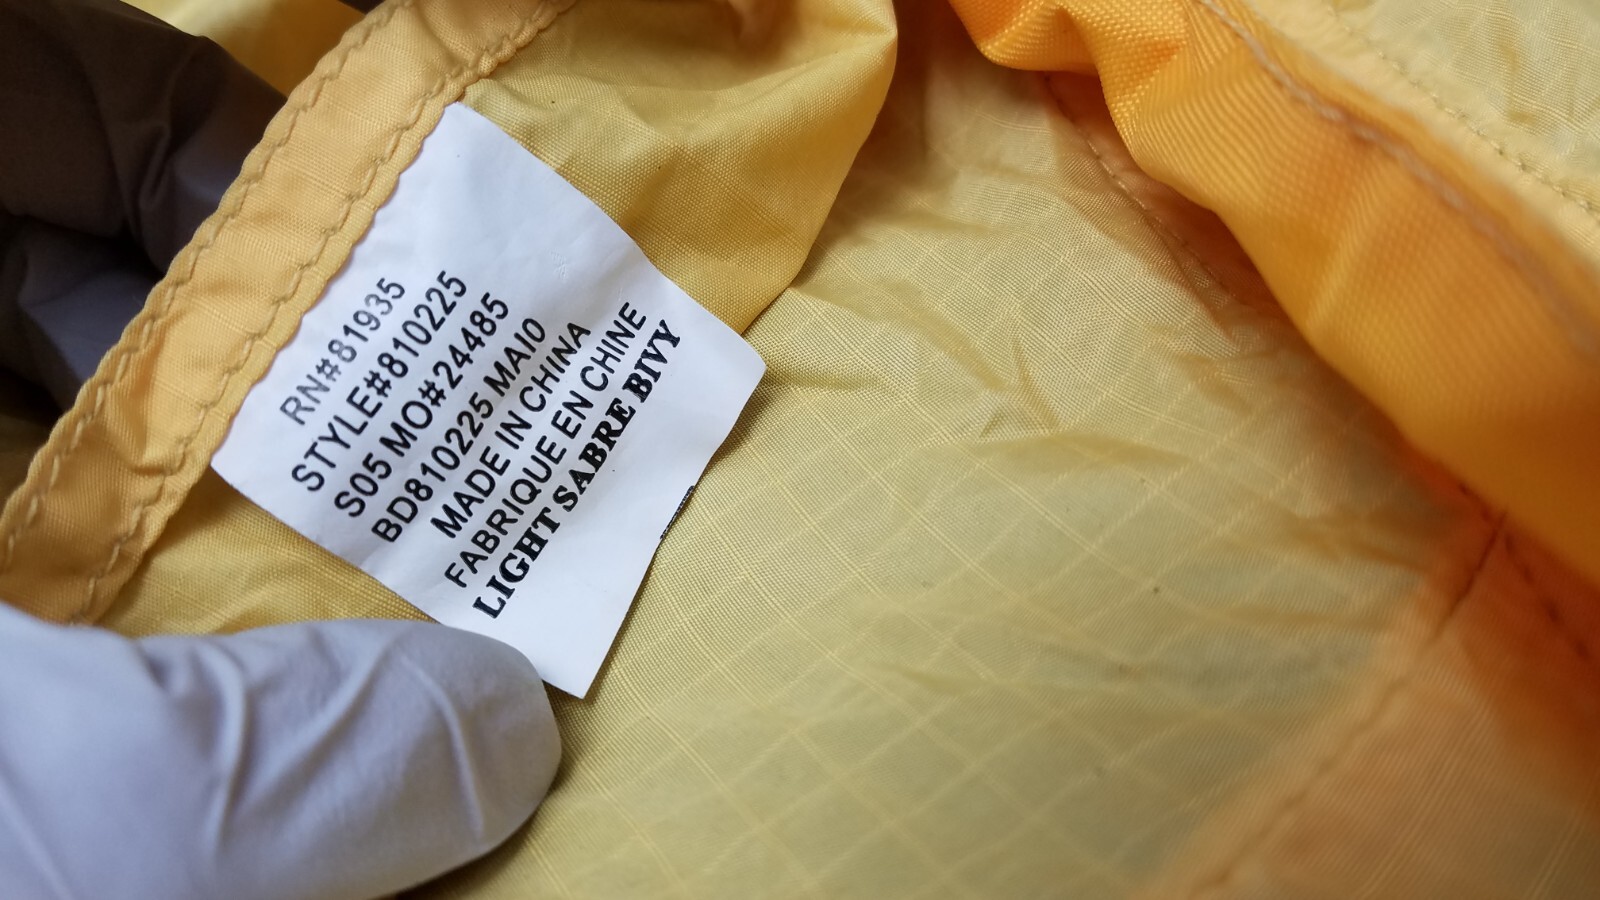 RN#81935
STYLE#810225
S05 MO#24485
BD810225 MAI0
MADE IN CHINA
FABRIQUE EN CHINE
LIGHT SABRE BIVY